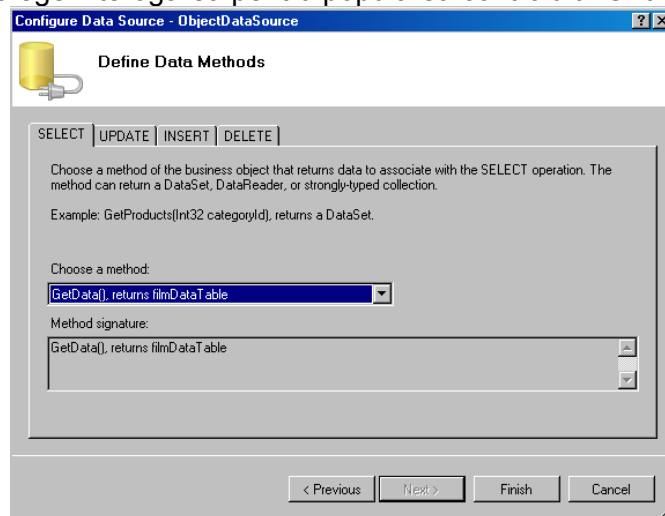 Configure Data Source - ObjectDataSource
Define Data Methods
SELECT UPDATE INSERT DELETE
Choose a method of the business object that returns data to associate with the SELECT operation. The
method can return a DataSet, DataReader, or strongly-typed collection.
Example: GetProducts(Int32 categoryId), returns a DataSet.
Choose a method:
GetData(), returns filmDataTable
Method signature:
GetData(), returns filmDataTable
< Previous Next > Finish Cancel